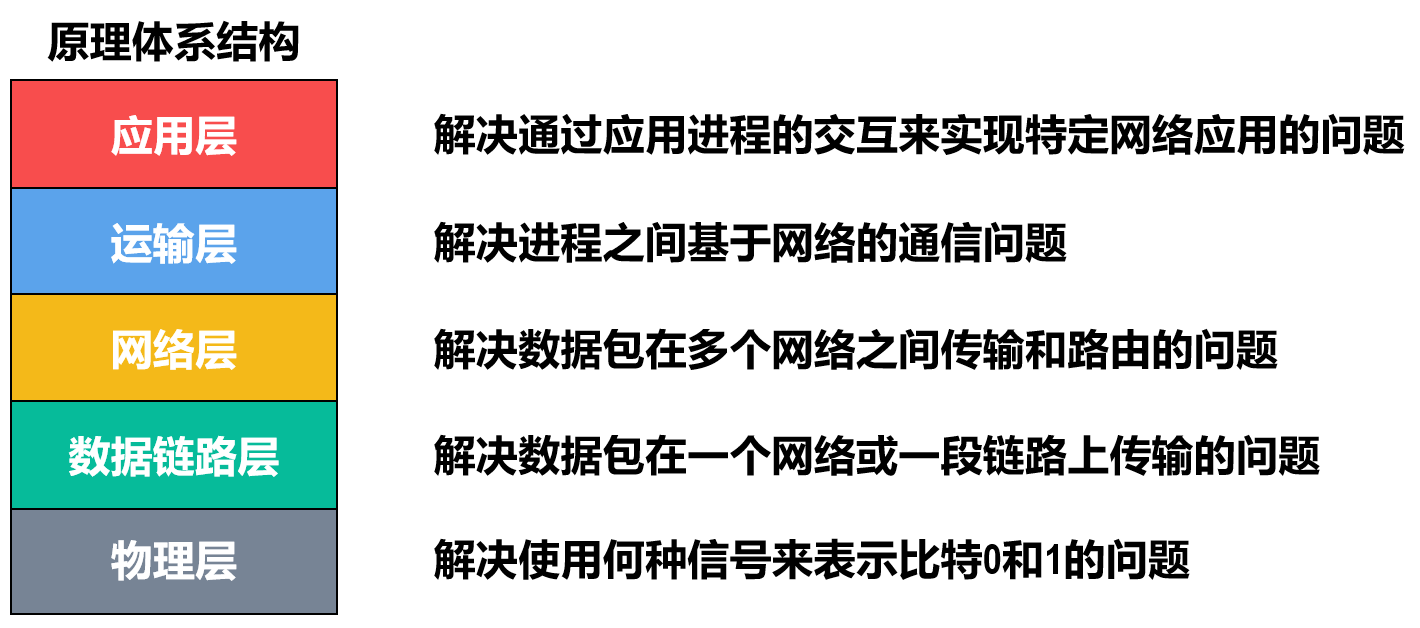 原理体系结构
应用层 解决通过应用进程的交互来实现特定网络应用的问题
运输层 解决进程之间基于网络的通信问题
网络层 解决数据包在多个网络之间传输和路由的问题
数据链路层 解决数据包在一个网络或一段链路上传输的问题
物理层 解决使用何种信号来表示比特0和1的问题